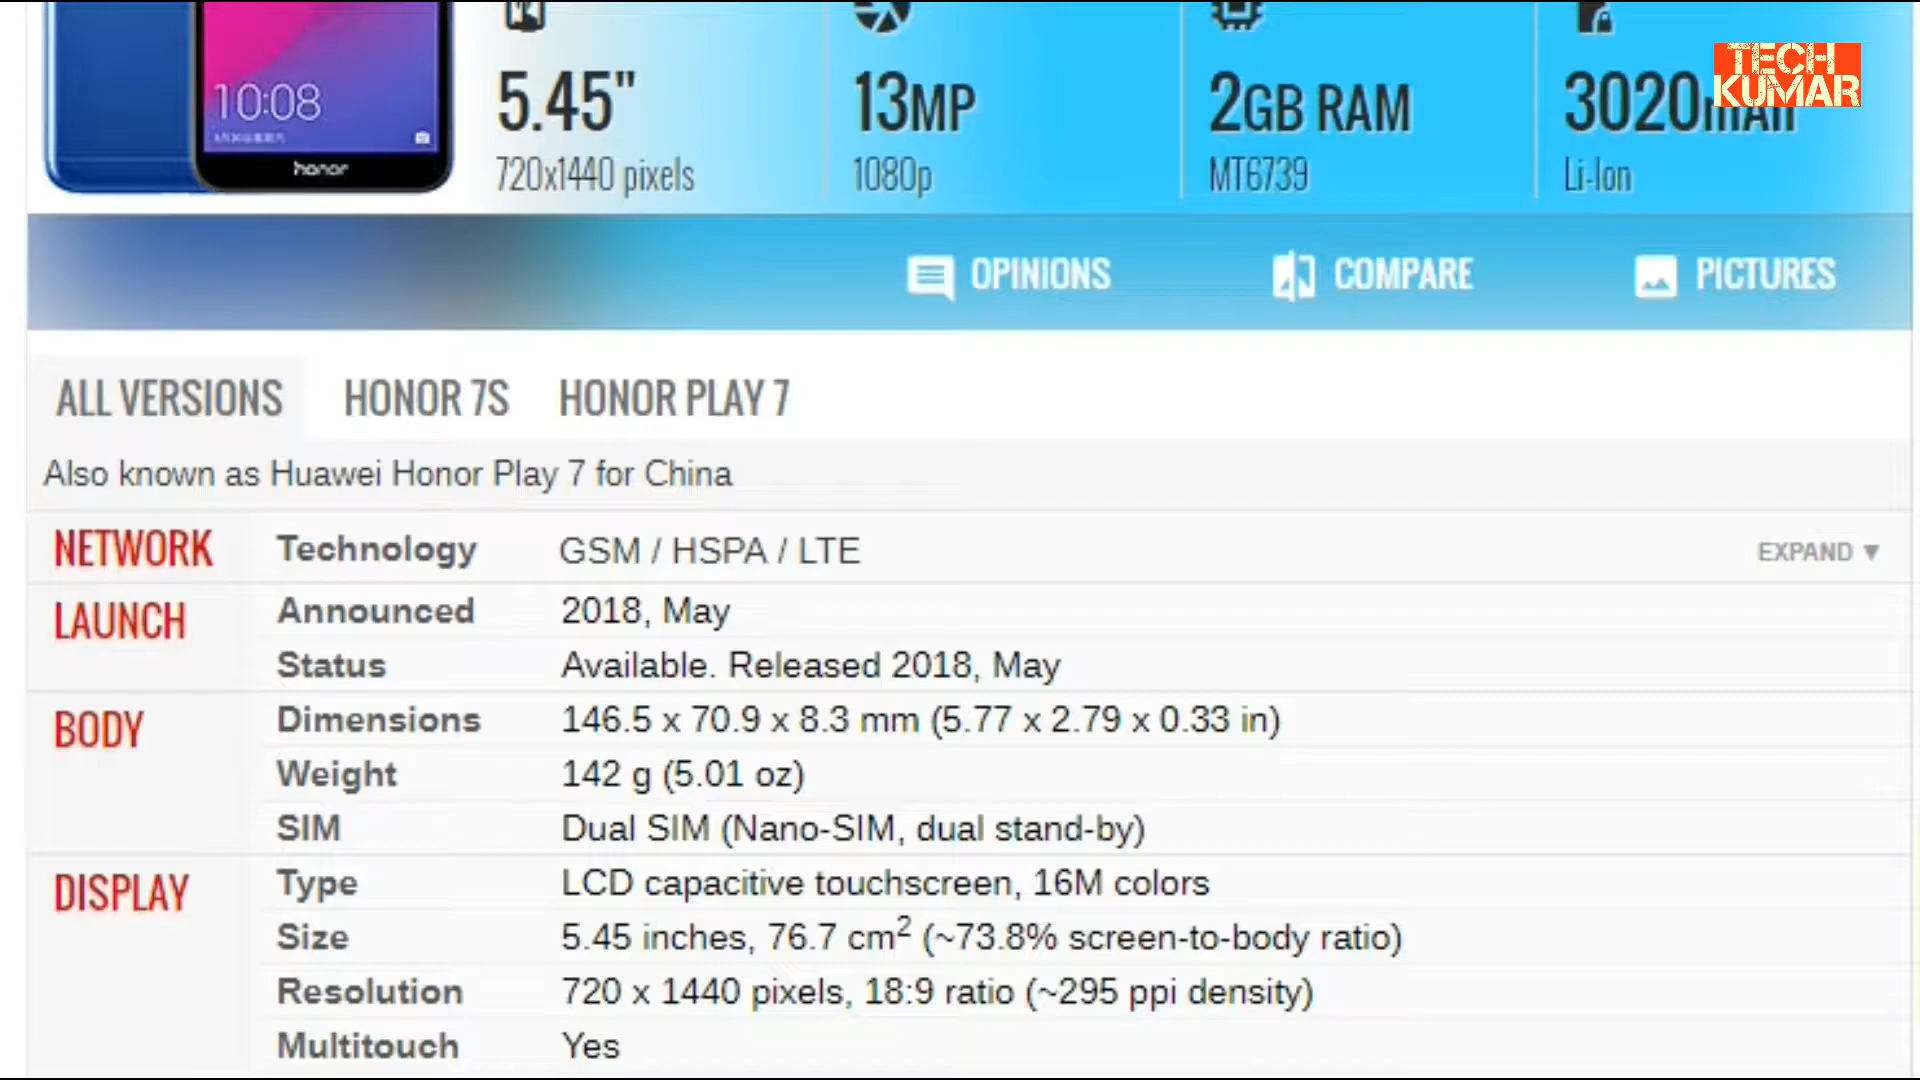 TECH
KUMAR
10:08
honor
5.45"
720x1440 pixels
13MP
1080p
2GB RAM
MT6739
3020mAh
Li-Ion
OPINIONS
COMPARE
PICTURES
ALL VERSIONS
HONOR 7S
HONOR PLAY 7
Also known as Huawei Honor Play 7 for China
NETWORK Technology GSM / HSPA / LTE EXPAND ▼
LAUNCH Announced 2018, May
Status Available. Released 2018, May
BODY Dimensions 146.5 x 70.9 x 8.3 mm (5.77 x 2.79 x 0.33 in)
Weight 142 g (5.01 oz)
SIM Dual SIM (Nano-SIM, dual stand-by)
DISPLAY Type LCD capacitive touchscreen, 16M colors
Size 5.45 inches, 76.7 cm² (~73.8% screen-to-body ratio)
Resolution 720 x 1440 pixels, 18:9 ratio (~295 ppi density)
Multitouch Yes